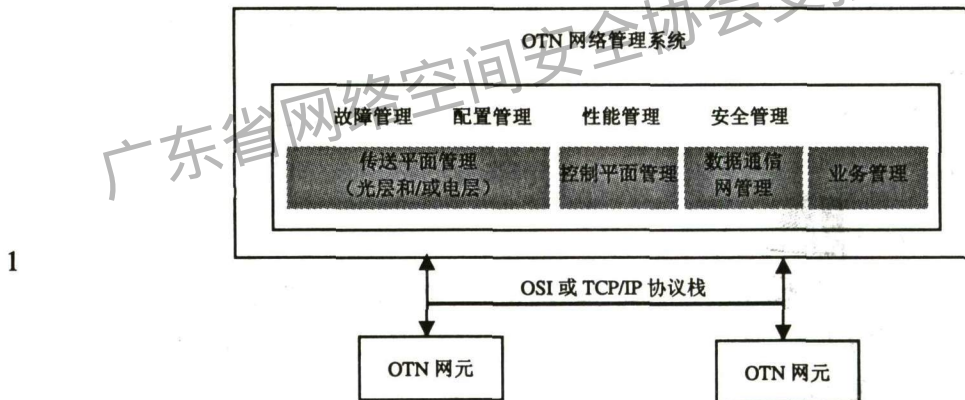 OTN 网络管理系统
故障管理 配置管理 性能管理 安全管理
传送平面管理
（光层和/或电层）
控制平面管理
数据通信
网管理
业务管理
1
OSI 或 TCP/IP 协议栈
OTN 网元
OTN 网元
广东省网络空间安全协会